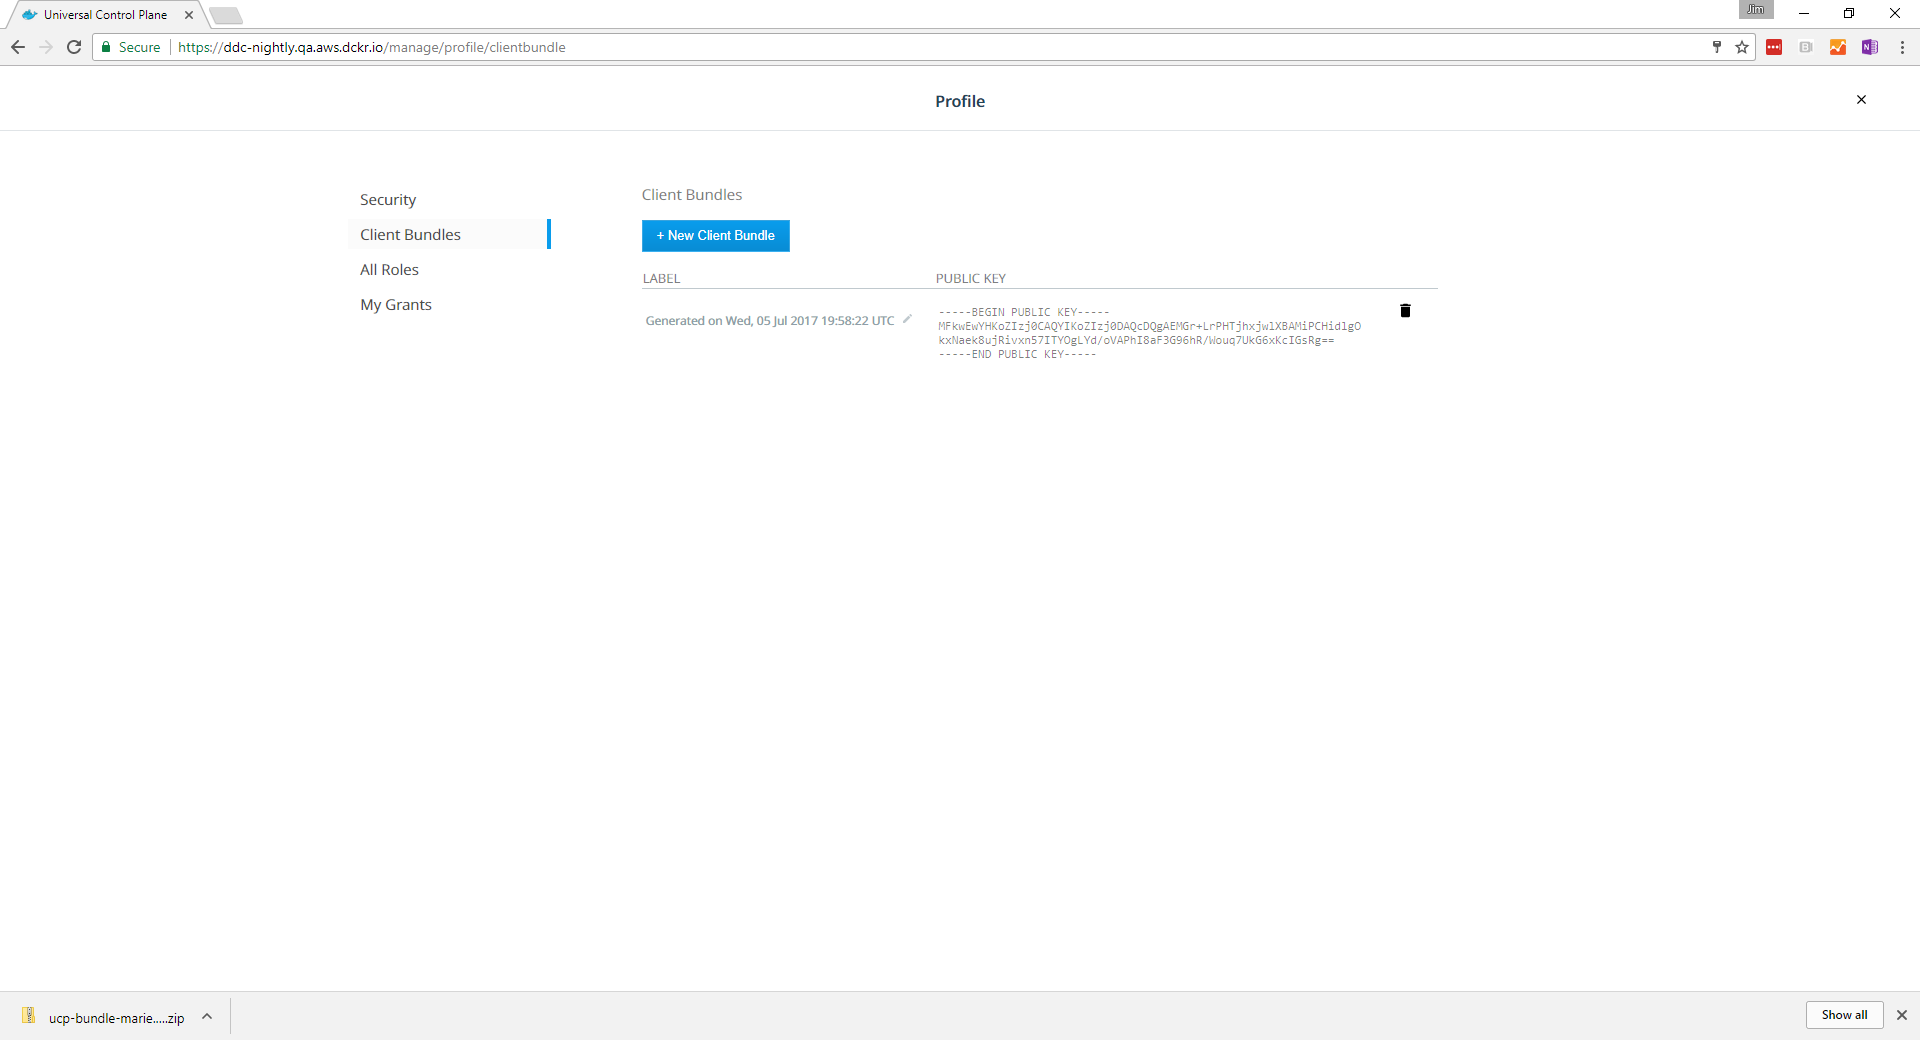 Universal Control Plane
Jim
Secure
https://ddc-nightly.qa.aws.dckr.io/manage/profile/clientbundle
Profile
Security
Client Bundles
All Roles
My Grants
Client Bundles
+ New Client Bundle
LABEL PUBLIC KEY
Generated on Wed, 05 Jul 2017 19:58:22 UTC
-----BEGIN PUBLIC KEY-----
MFkwEwYHKoZIzj0CAQYIKoZIzj0DAQcDQgAEMGr+LrPHTjhxjwlXBAMiPCHidlgO
kxNaek8ujRivxn57ITYOgLYd/oVAPhI8aF3G96hR/Wouq7UkG6xKcIGsRg==
-----END PUBLIC KEY-----
ucp-bundle-marie.....zip
Show all